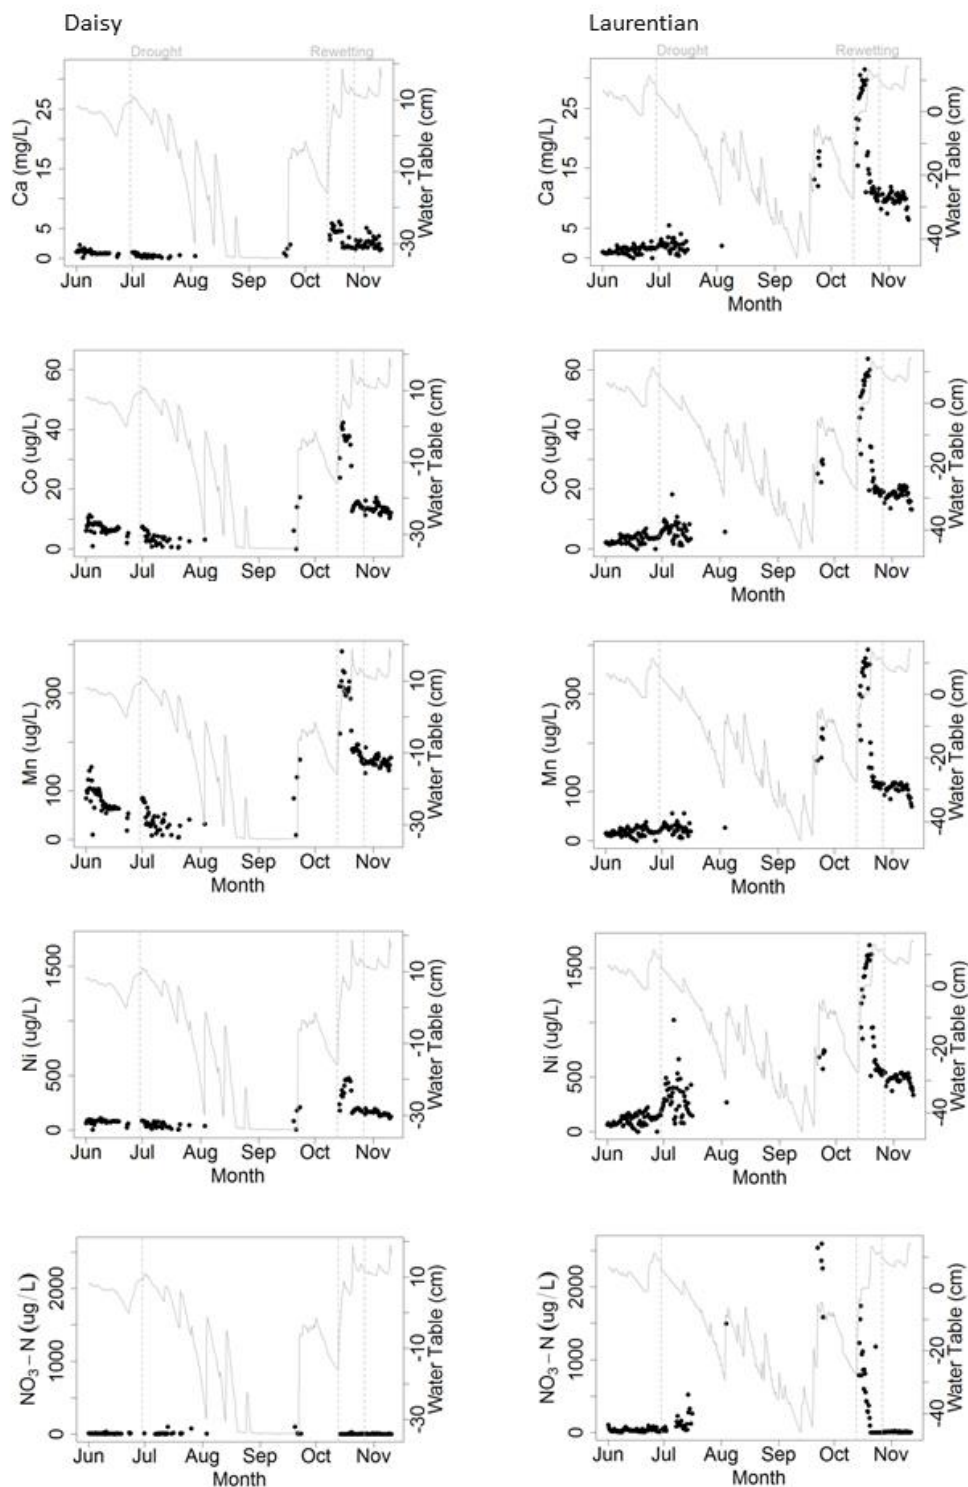 Daisy
Laurentian
Drought
Rewetting
Drought
Rewetting
Ca (mg/L)
25
15
5
0
10
-10
-30
Water Table (cm)
Jun Jul Aug Sep Oct Nov
Ca (mg/L)
25
15
5
0
0
-20
-40
Water Table (cm)
Jun Jul Aug Sep Oct Nov
Month
Co (ug/L)
60
40
20
0
10
-10
-30
Water Table (cm)
Jun Jul Aug Sep Oct Nov
Co (ug/L)
60
40
20
0
0
-20
-40
Water Table (cm)
Jun Jul Aug Sep Oct Nov
Month
Mn (ug/L)
300
100
0
10
-10
-30
Water Table (cm)
Jun Jul Aug Sep Oct Nov
Month
Mn (ug/L)
300
100
0
0
-20
-40
Water Table (cm)
Jun Jul Aug Sep Oct Nov
Month
Ni (ug/L)
1500
500
0
10
-10
-30
Water Table (cm)
Jun Jul Aug Sep Oct Nov
Month
Ni (ug/L)
1500
500
0
0
-20
-40
Water Table (cm)
Jun Jul Aug Sep Oct Nov
Month
NO₃−N (ug/L)
2000
1000
0
10
-10
-30
Water Table (cm)
Jun Jul Aug Sep Oct Nov
Month
NO₃−N (ug/L)
2000
1000
0
0
-20
-40
Water Table (cm)
Jun Jul Aug Sep Oct Nov
Month